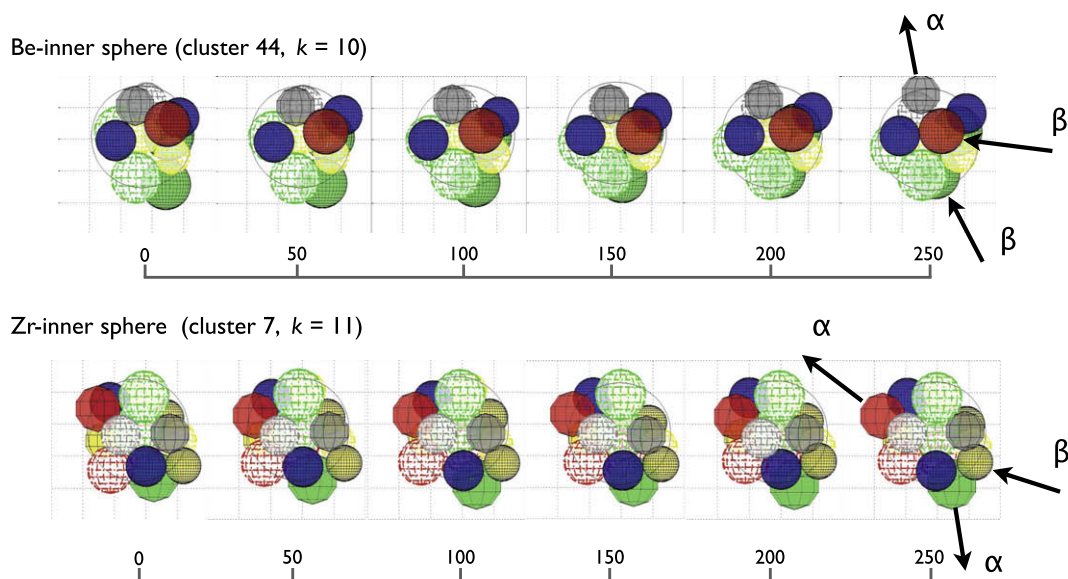 α
Be-inner sphere (cluster 44, k = 10)
β
β
0 50 100 150 200 250
Zr-inner sphere (cluster 7, k = 11)
α
β
α
0 50 100 150 200 250